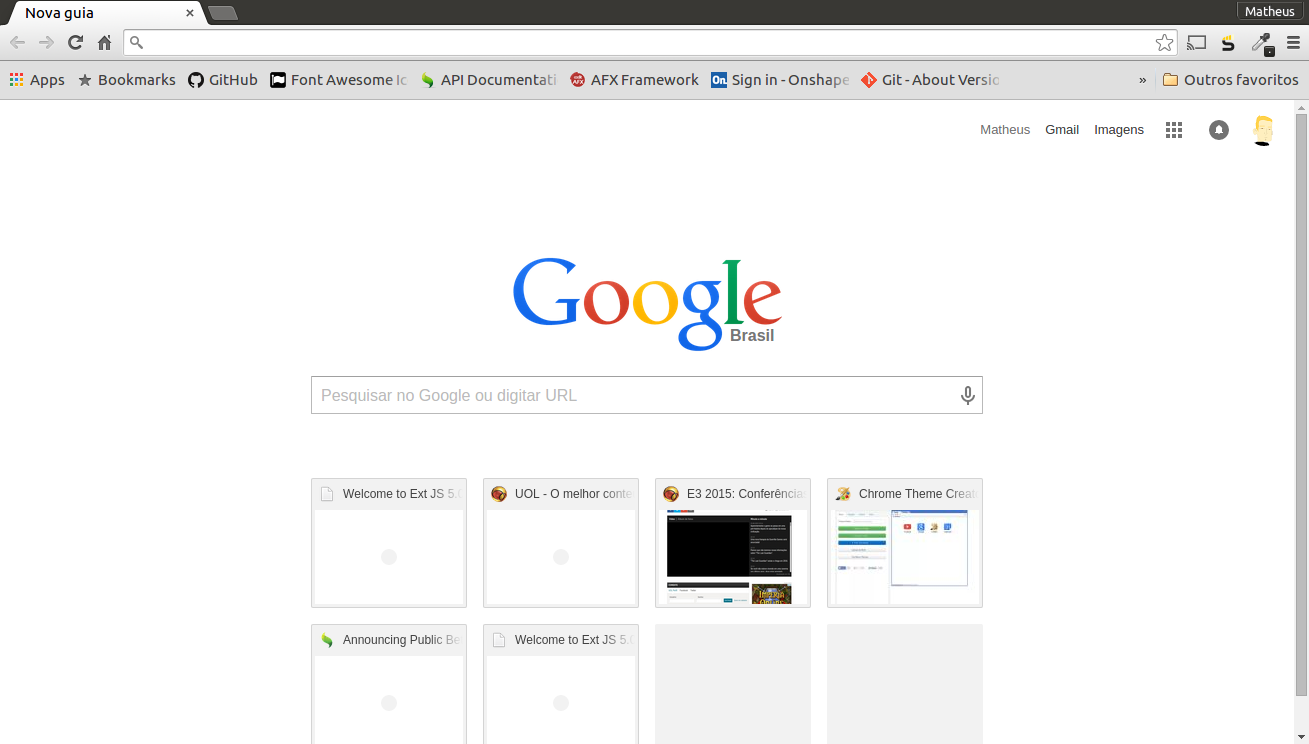 Nova guia
Matheus
Apps
Bookmarks
GitHub
Font Awesome Ic
API Documentati
AFX Framework
Sign in - Onshape
Git - About Versio
»
Outros favoritos
Matheus
Gmail
Imagens
Google
Brasil
Pesquisar no Google ou digitar URL
Welcome to Ext JS 5.0
UOL - O melhor conte
E3 2015: Conferências
Chrome Theme Creato
Announcing Public Be
Welcome to Ext JS 5.0